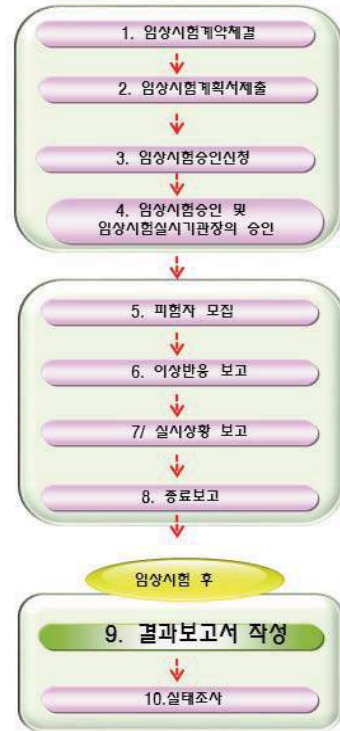 1. 임상시험계약체결
2. 임상시험계획서제출
3. 임상시험승인신청
4. 임상시험승인 및
임상시험실시기관장의 승인
5. 피험자 모집
6. 이상반응 보고
7/ 실시상황 보고
8. 종료보고
임상시험 후
9. 결과보고서 작성
10.실태조사